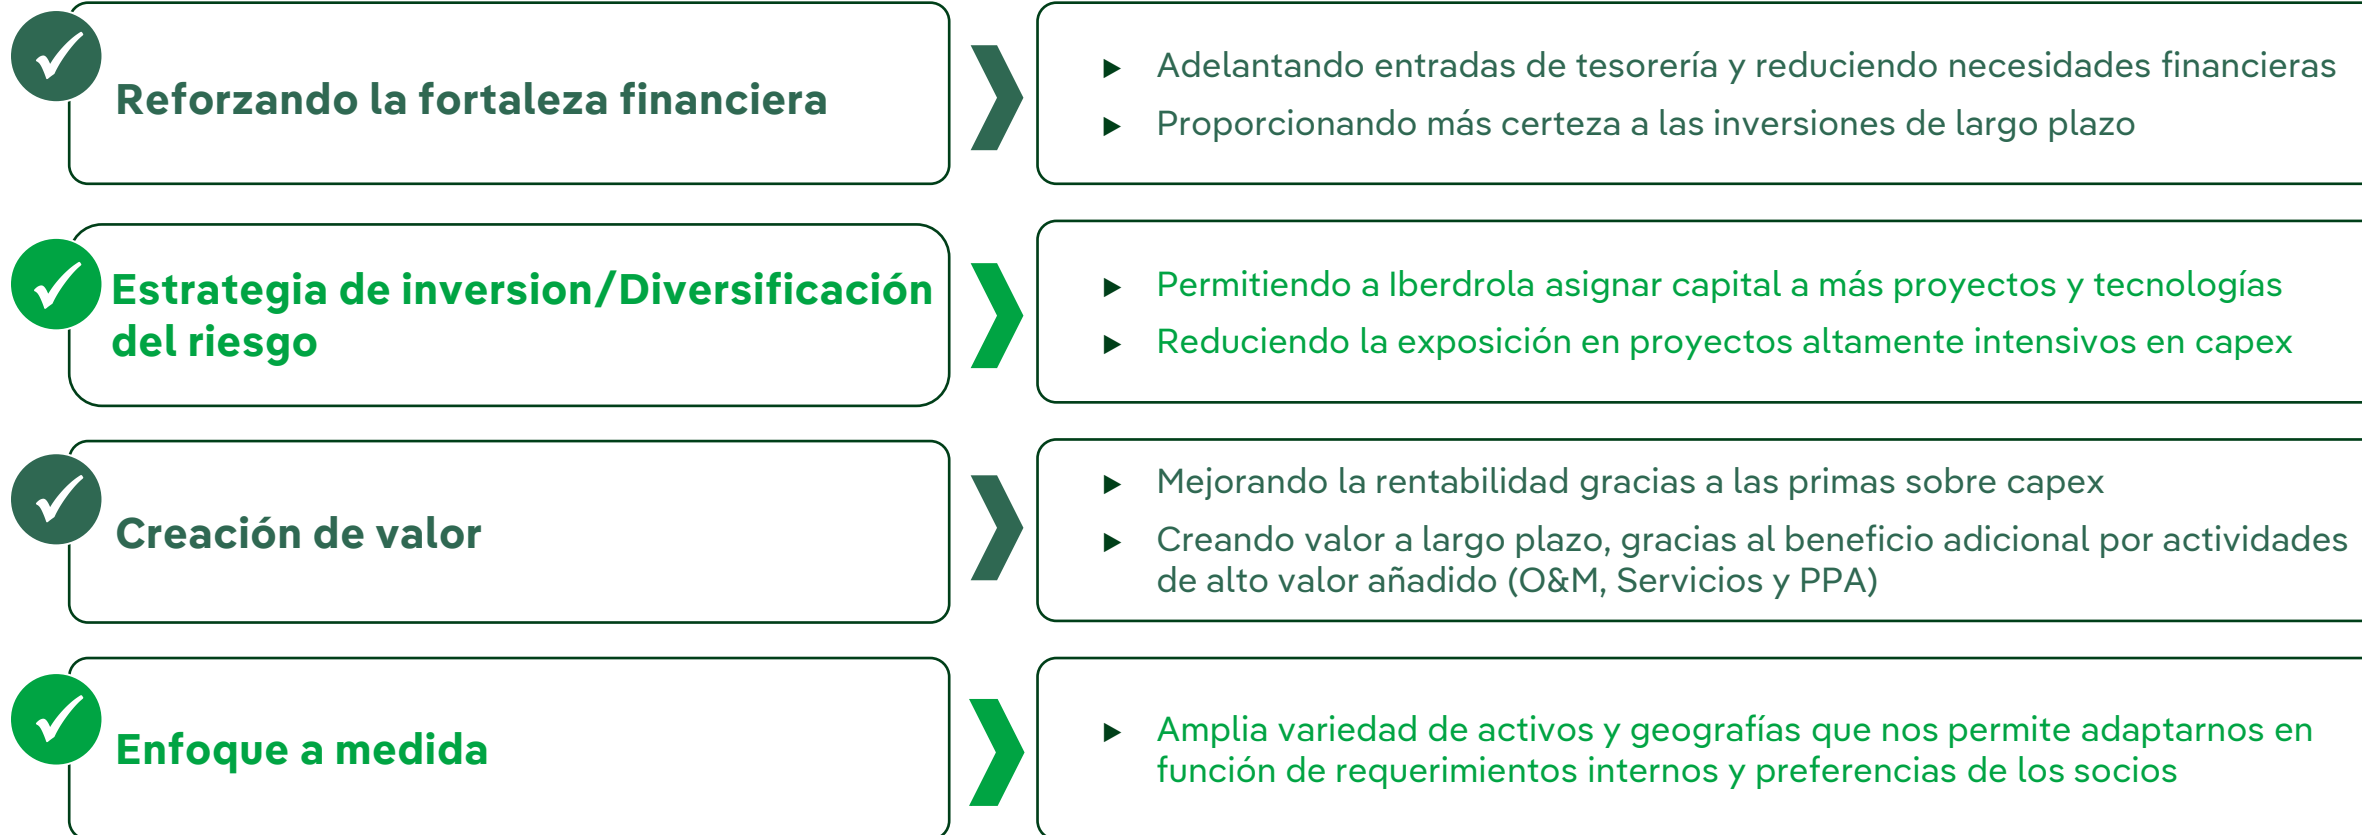 Reforzando la fortaleza financiera
► Adelantando entradas de tesorería y reduciendo necesidades financieras
► Proporcionando más certeza a las inversiones de largo plazo
Estrategia de inversion/Diversificación
del riesgo
► Permitiendo a Iberdrola asignar capital a más proyectos y tecnologías
► Reduciendo la exposición en proyectos altamente intensivos en capex
Creación de valor
► Mejorando la rentabilidad gracias a las primas sobre capex
► Creando valor a largo plazo, gracias al beneficio adicional por actividades
de alto valor añadido (O&M, Servicios y PPA)
Enfoque a medida
► Amplia variedad de activos y geografías que nos permite adaptarnos en
función de requerimientos internos y preferencias de los socios